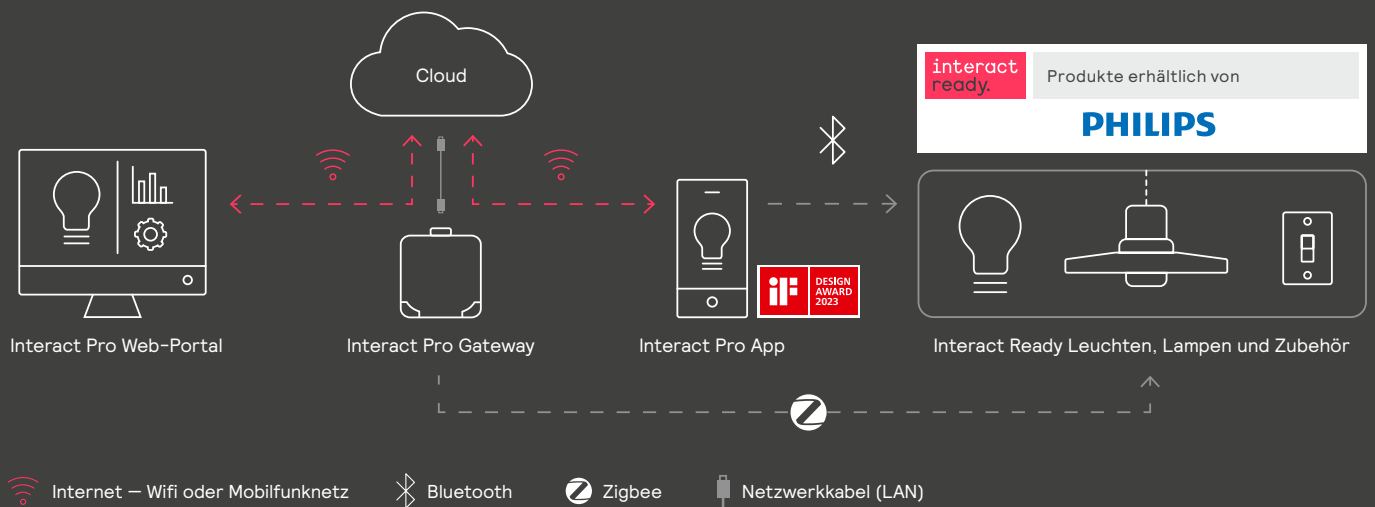 Cloud
interact
ready.
Produkte erhältlich von
PHILIPS
iF
DESIGN
AWARD
2023
Interact Pro Web-Portal
Interact Pro Gateway
Interact Pro App
Interact Ready Leuchten, Lampen und Zubehör
Internet — Wifi oder Mobilfunknetz
Bluetooth
Zigbee
Netzwerkkabel (LAN)